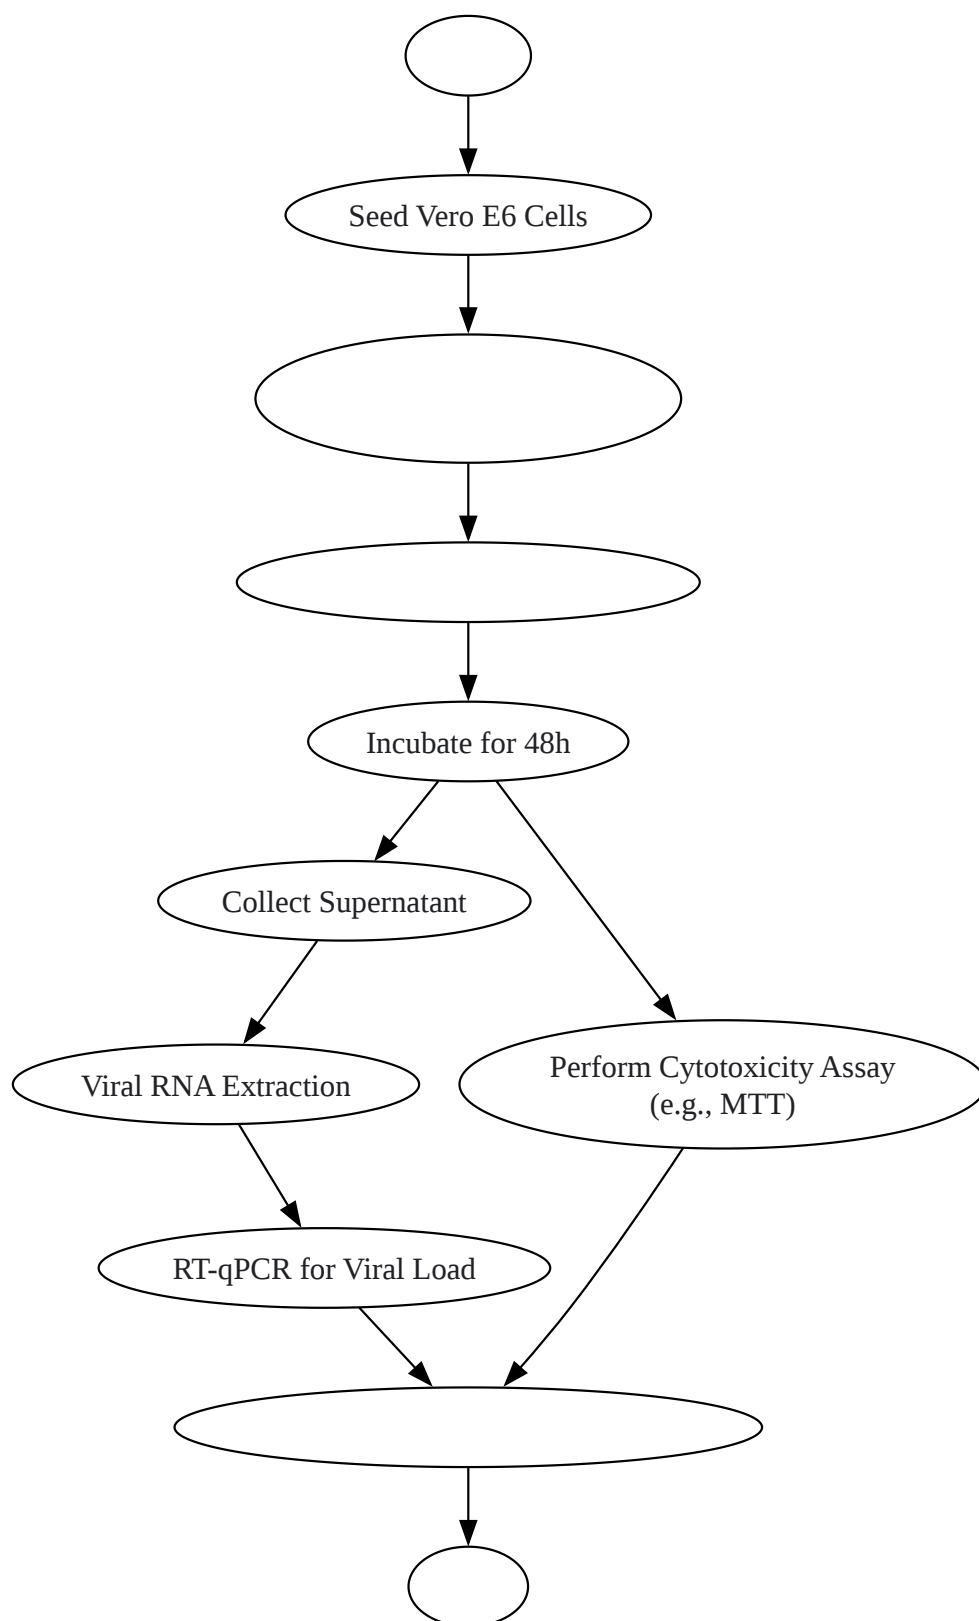 Seed Vero E6 Cells
Incubate for 48h
Collect Supernatant
Viral RNA Extraction
Perform Cytotoxicity Assay
(e.g., MTT)
RT-qPCR for Viral Load